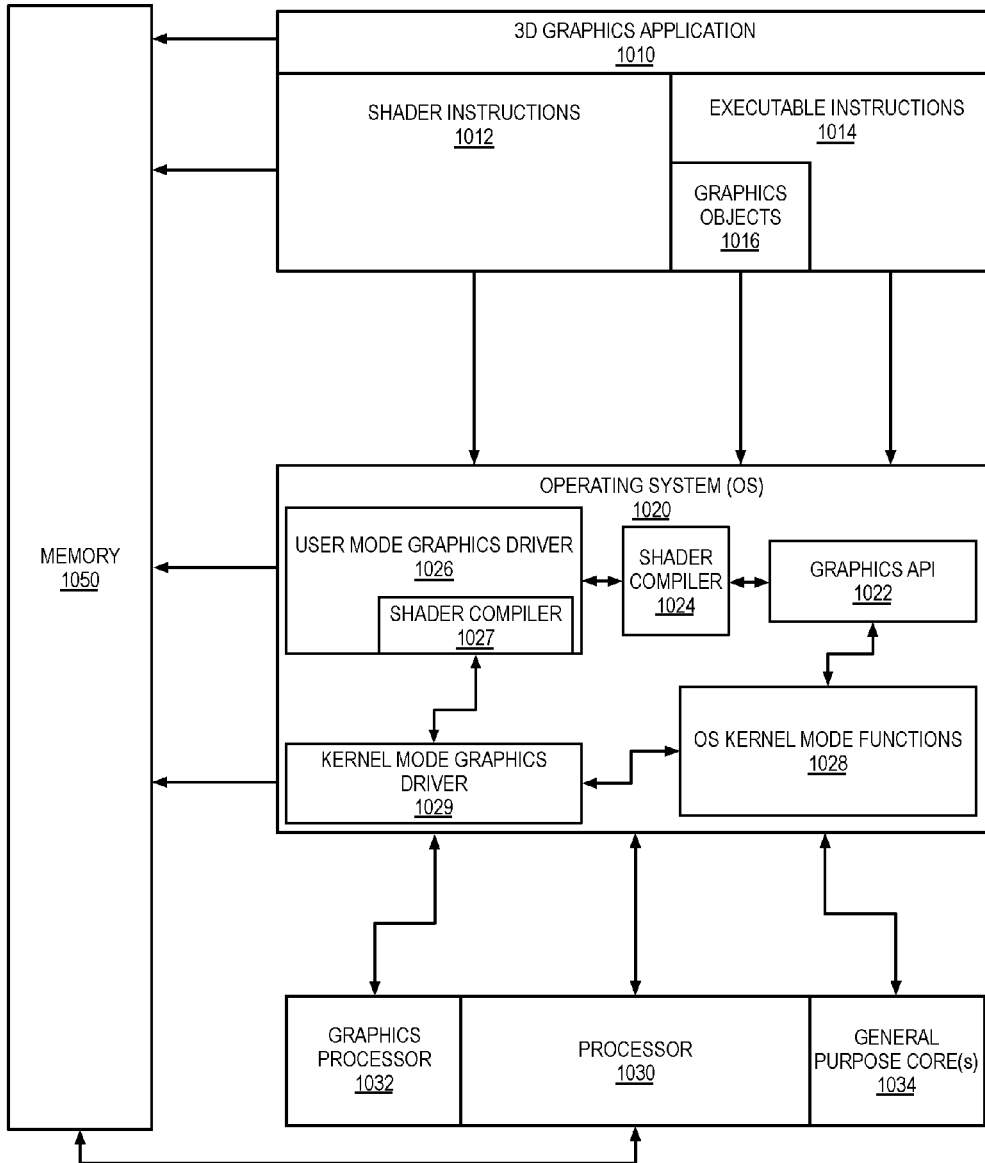 3D GRAPHICS APPLICATION
1010
SHADER INSTRUCTIONS
1012
EXECUTABLE INSTRUCTIONS
1014
GRAPHICS
OBJECTS
1016
MEMORY
1050
OPERATING SYSTEM (OS)
1020
USER MODE GRAPHICS DRIVER
1026
SHADER COMPILER
1027
SHADER
COMPILER
1024
GRAPHICS API
1022
KERNEL MODE GRAPHICS
DRIVER
1029
OS KERNEL MODE FUNCTIONS
1028
GRAPHICS
PROCESSOR
1032
PROCESSOR
1030
GENERAL
PURPOSE CORE(s)
1034